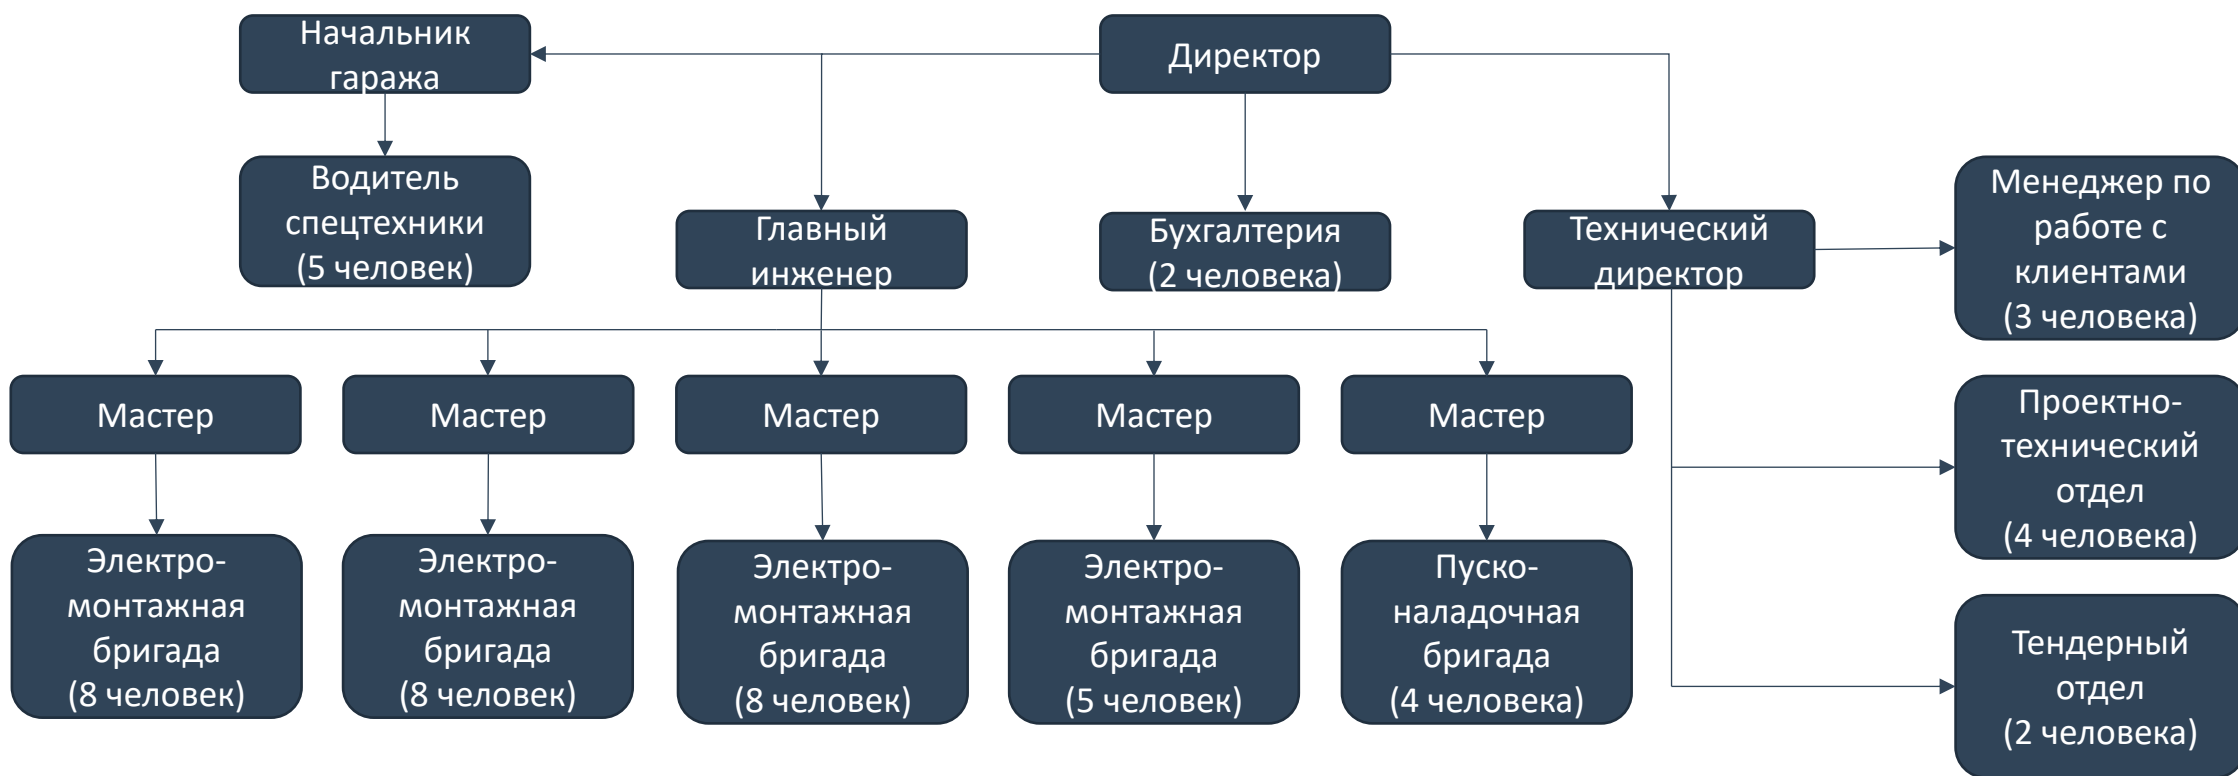 Начальник
гаража
Директор
Водитель
спецтехники
(5 человек)
Главный
инженер
Бухгалтерия
(2 человека)
Технический
директор
Менеджер по
работе с
клиентами
(3 человека)
Мастер
Мастер
Мастер
Мастер
Мастер
Проектно-
технический
отдел
(4 человека)
Электро-
монтажная
бригада
(8 человек)
Электро-
монтажная
бригада
(8 человек)
Электро-
монтажная
бригада
(8 человек)
Электро-
монтажная
бригада
(5 человек)
Пуско-
наладочная
бригада
(4 человека)
Тендерный
отдел
(2 человека)